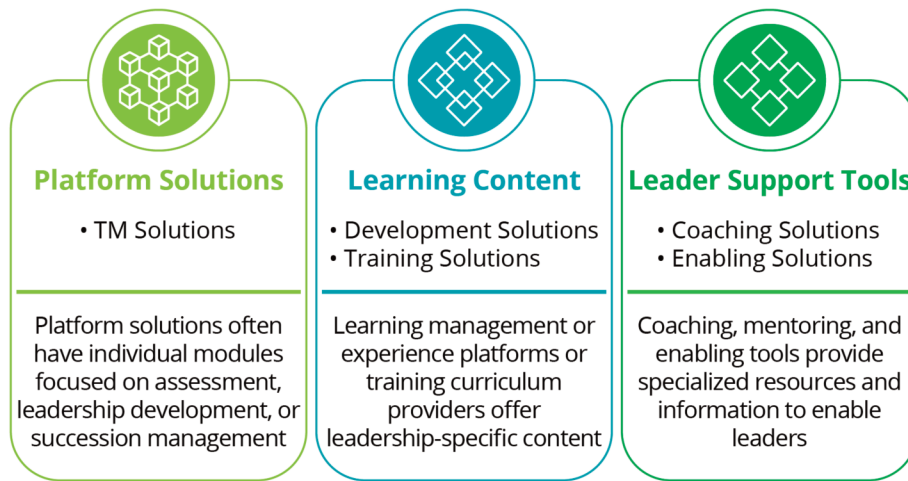 Platform Solutions
• TM Solutions
Platform solutions often
have individual modules
focused on assessment,
leadership development, or
succession management
Learning Content
• Development Solutions
• Training Solutions
Learning management or
experience platforms or
training curriculum
providers offer
leadership-specific content
Leader Support Tools
• Coaching Solutions
• Enabling Solutions
Coaching, mentoring, and
enabling tools provide
specialized resources and
information to enable
leaders